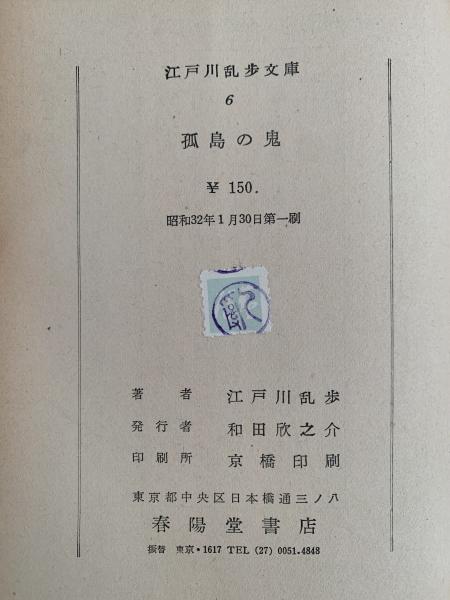 江戸川乱歩文庫
6
孤島の鬼
¥ 150.
昭和32年1月30日第一刷
著者 江戸川乱歩
発行者 和田欣之介
印刷所 京橋印刷
東京都中央区日本橋通三ノ八
春陽堂書店
振替 東京・1617 TEL (27) 0051.4848